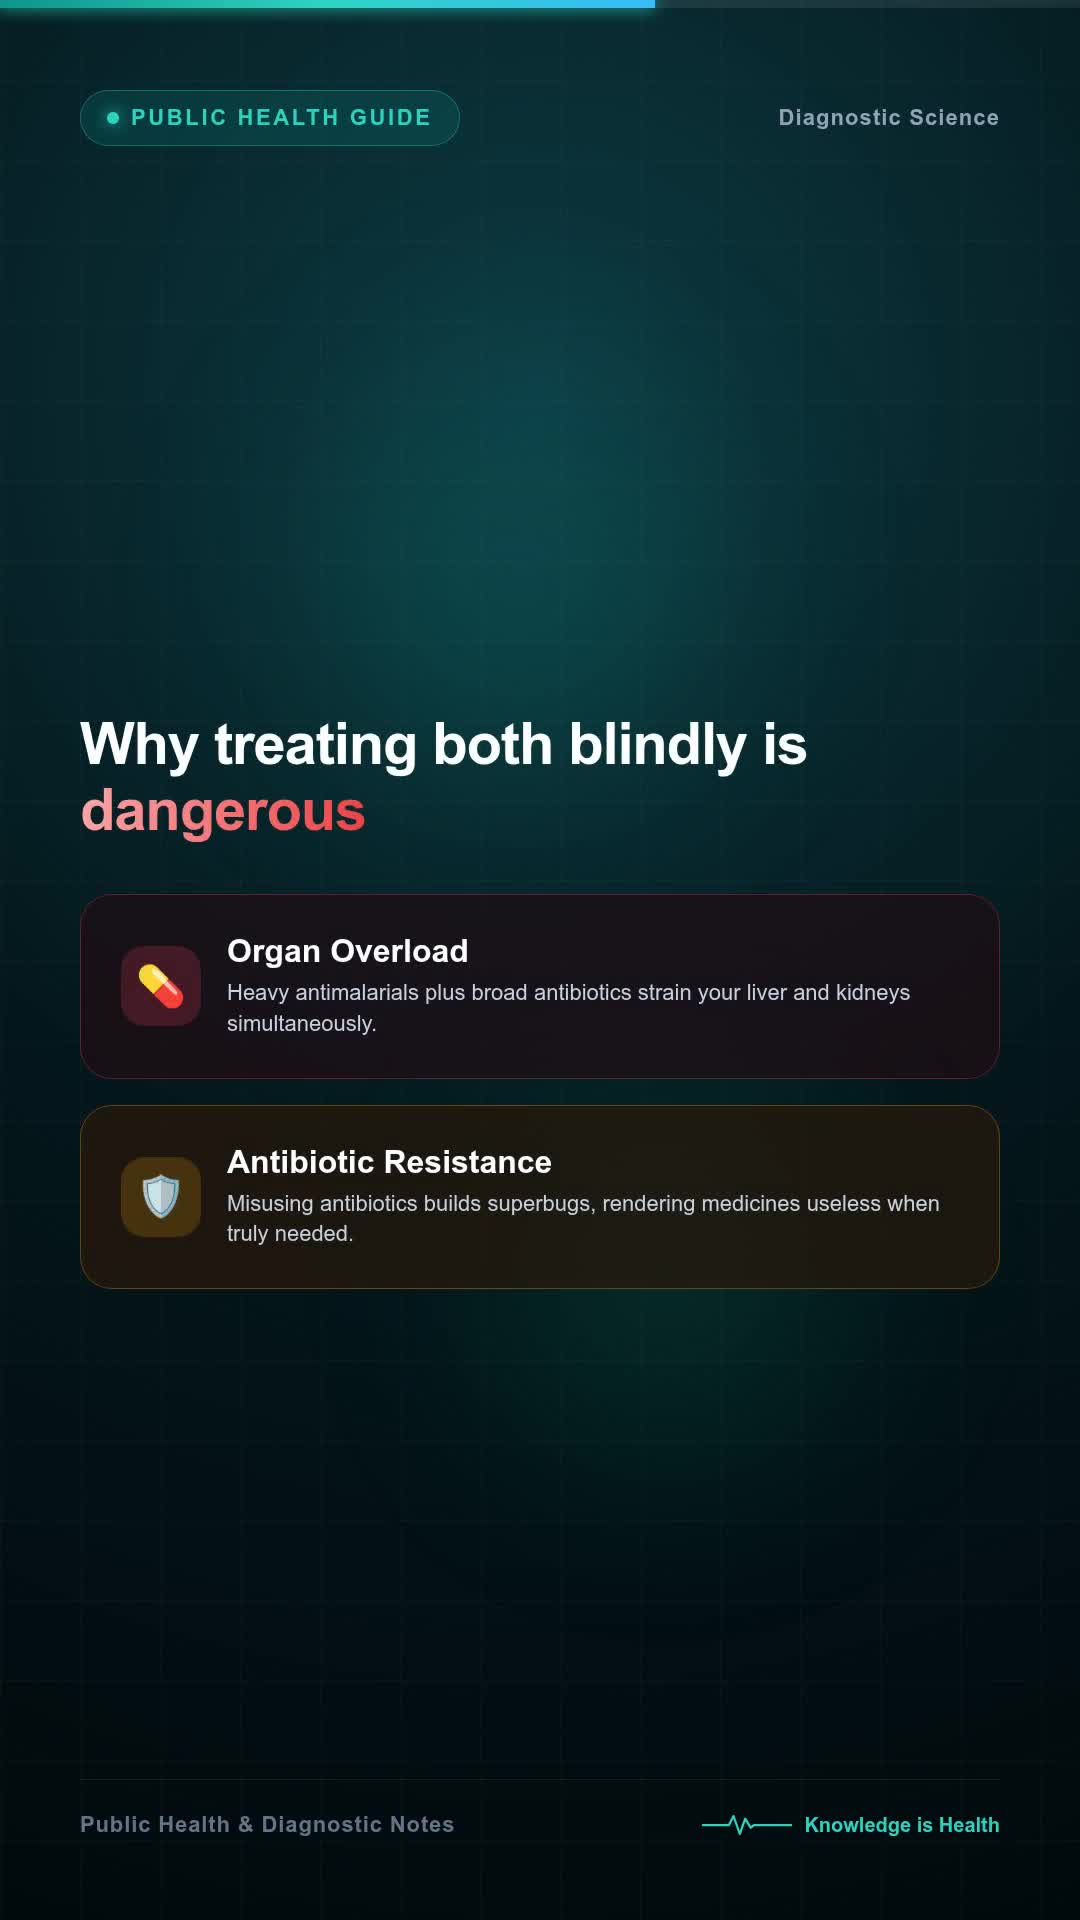 PUBLIC HEALTH GUIDE
Diagnostic Science
Why treating both blindly is
dangerous
Organ Overload
Heavy antimalarials plus broad antibiotics strain your liver and kidneys
simultaneously.
Antibiotic Resistance
Misusing antibiotics builds superbugs, rendering medicines useless when
truly needed.
Public Health & Diagnostic Notes
Knowledge is Health